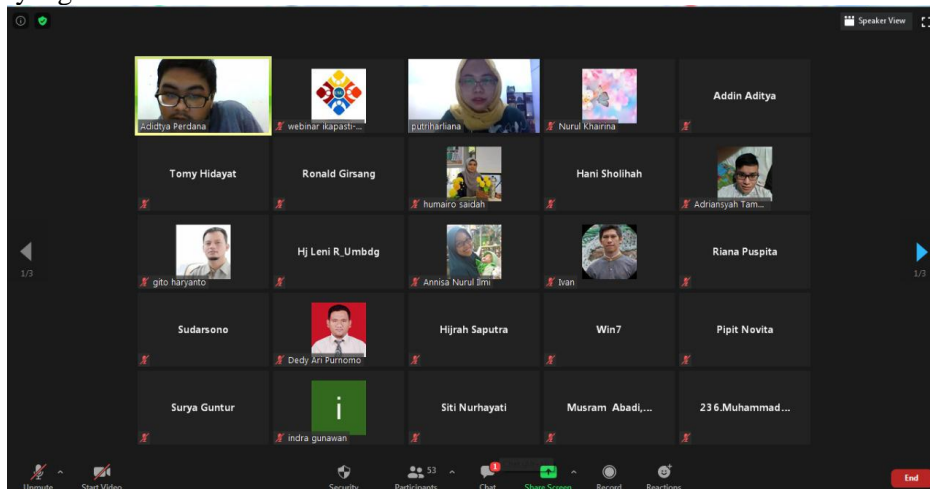 Speaker View
Adidtya Perdana
webinar ikapasti-...
putriharliana
Nurul Khairina
Addin Aditya
Tomy Hidayat
Ronald Girsang
humairo saidah
Hani Sholihah
Adriansyah Tam...
1/3
gito haryanto
Hj Leni R_Umbdg
Annisa Nurul Ilmi
Ivan
Riana Puspita
1/3
Sudarsono
Dedy Ari Purnomo
Hijrah Saputra
Win7
Pipit Novita
Surya Guntur
i
indra gunawan
Siti Nurhayati
Musram Abadi,...
236.Muhammad...
Unmute
Start Video
Security
53
Participants
1
Chat
Share Screen
Record
Reactions
End